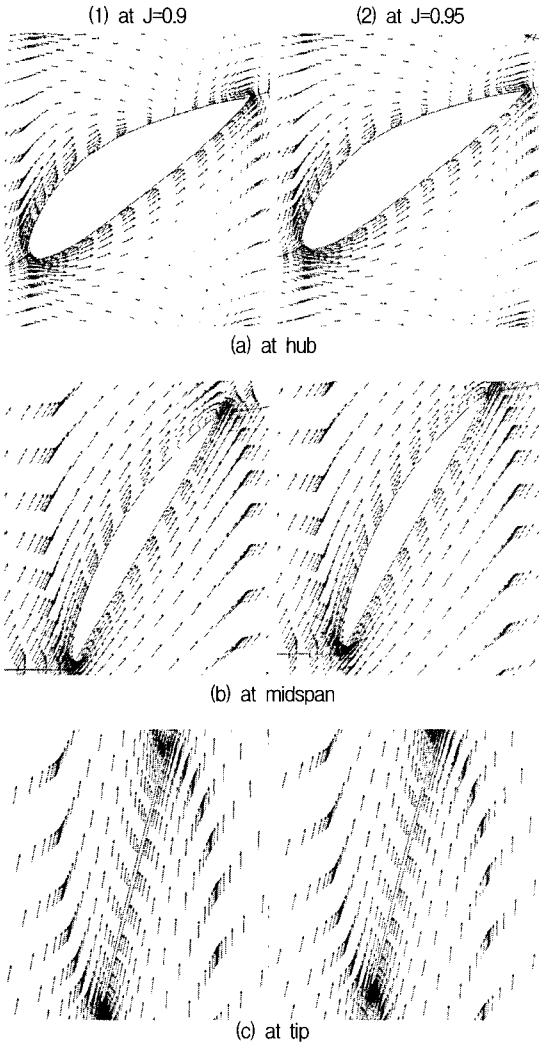 (1) at J=0.9
(2) at J=0.95
(a) at hub
(b) at midspan
(c) at tip